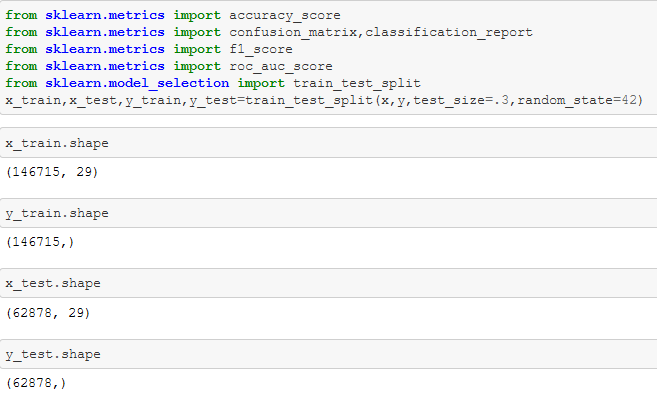 from sklearn.metrics import accuracy_score
from sklearn.metrics import confusion_matrix,classification_report
from sklearn.metrics import f1_score
from sklearn.metrics import roc_auc_score
from sklearn.model_selection import train_test_split
x_train,x_test,y_train,y_test=train_test_split(x,y,test_size=.3,random_state=42)
x_train.shape
(146715, 29)
y_train.shape
(146715,)
x_test.shape
(62878, 29)
y_test.shape
(62878,)